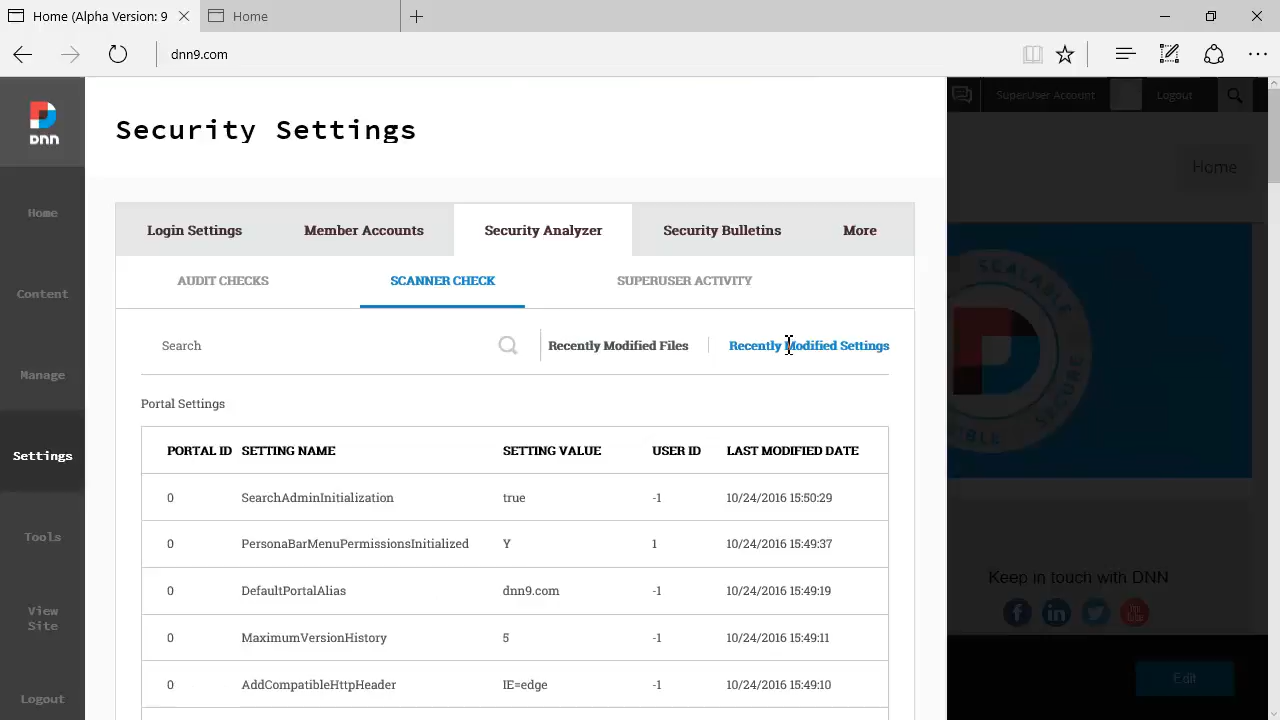 Home (Alpha Version 9
Home
dnn9.com
DNN
SuperUser Account
Logout
Security Settings
Home
Home
Login Settings
Member Accounts
Security Analyzer
Security Bulletins
More
AUDIT CHECKS
SCANNER CHECK
SUPERUSER ACTIVITY
SCALABLE
SECURE
Content
Search
Recently Modified Files
Recently Modified Settings
Manage
Portal Settings
PORTAL ID SETTING NAME SETTING VALUE USER ID LAST MODIFIED DATE
Settings
0 SearchAdminInitialization true -1 10/24/2016 15:50:29
Tools
0 PersonaBarMenuPermissionsInitialized Y 1 10/24/2016 15:49:37
Keep in touch with DNN
0 DefaultPortalAlias dnn9.com -1 10/24/2016 15:49:19
View
Site
0 MaximumVersionHistory 5 -1 10/24/2016 15:49:11
0 AddCompatibleHttpHeader IE=edge -1 10/24/2016 15:49:10
Edit
Logout